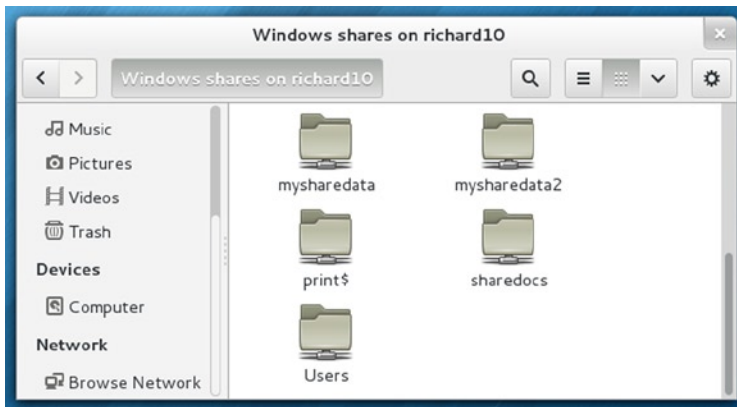 Windows shares on richard10
Windows shares on richard10
Music
Pictures
Videos
Trash
Devices
Computer
Network
Browse Network
mysharedata
mysharedata2
print$
sharedocs
Users